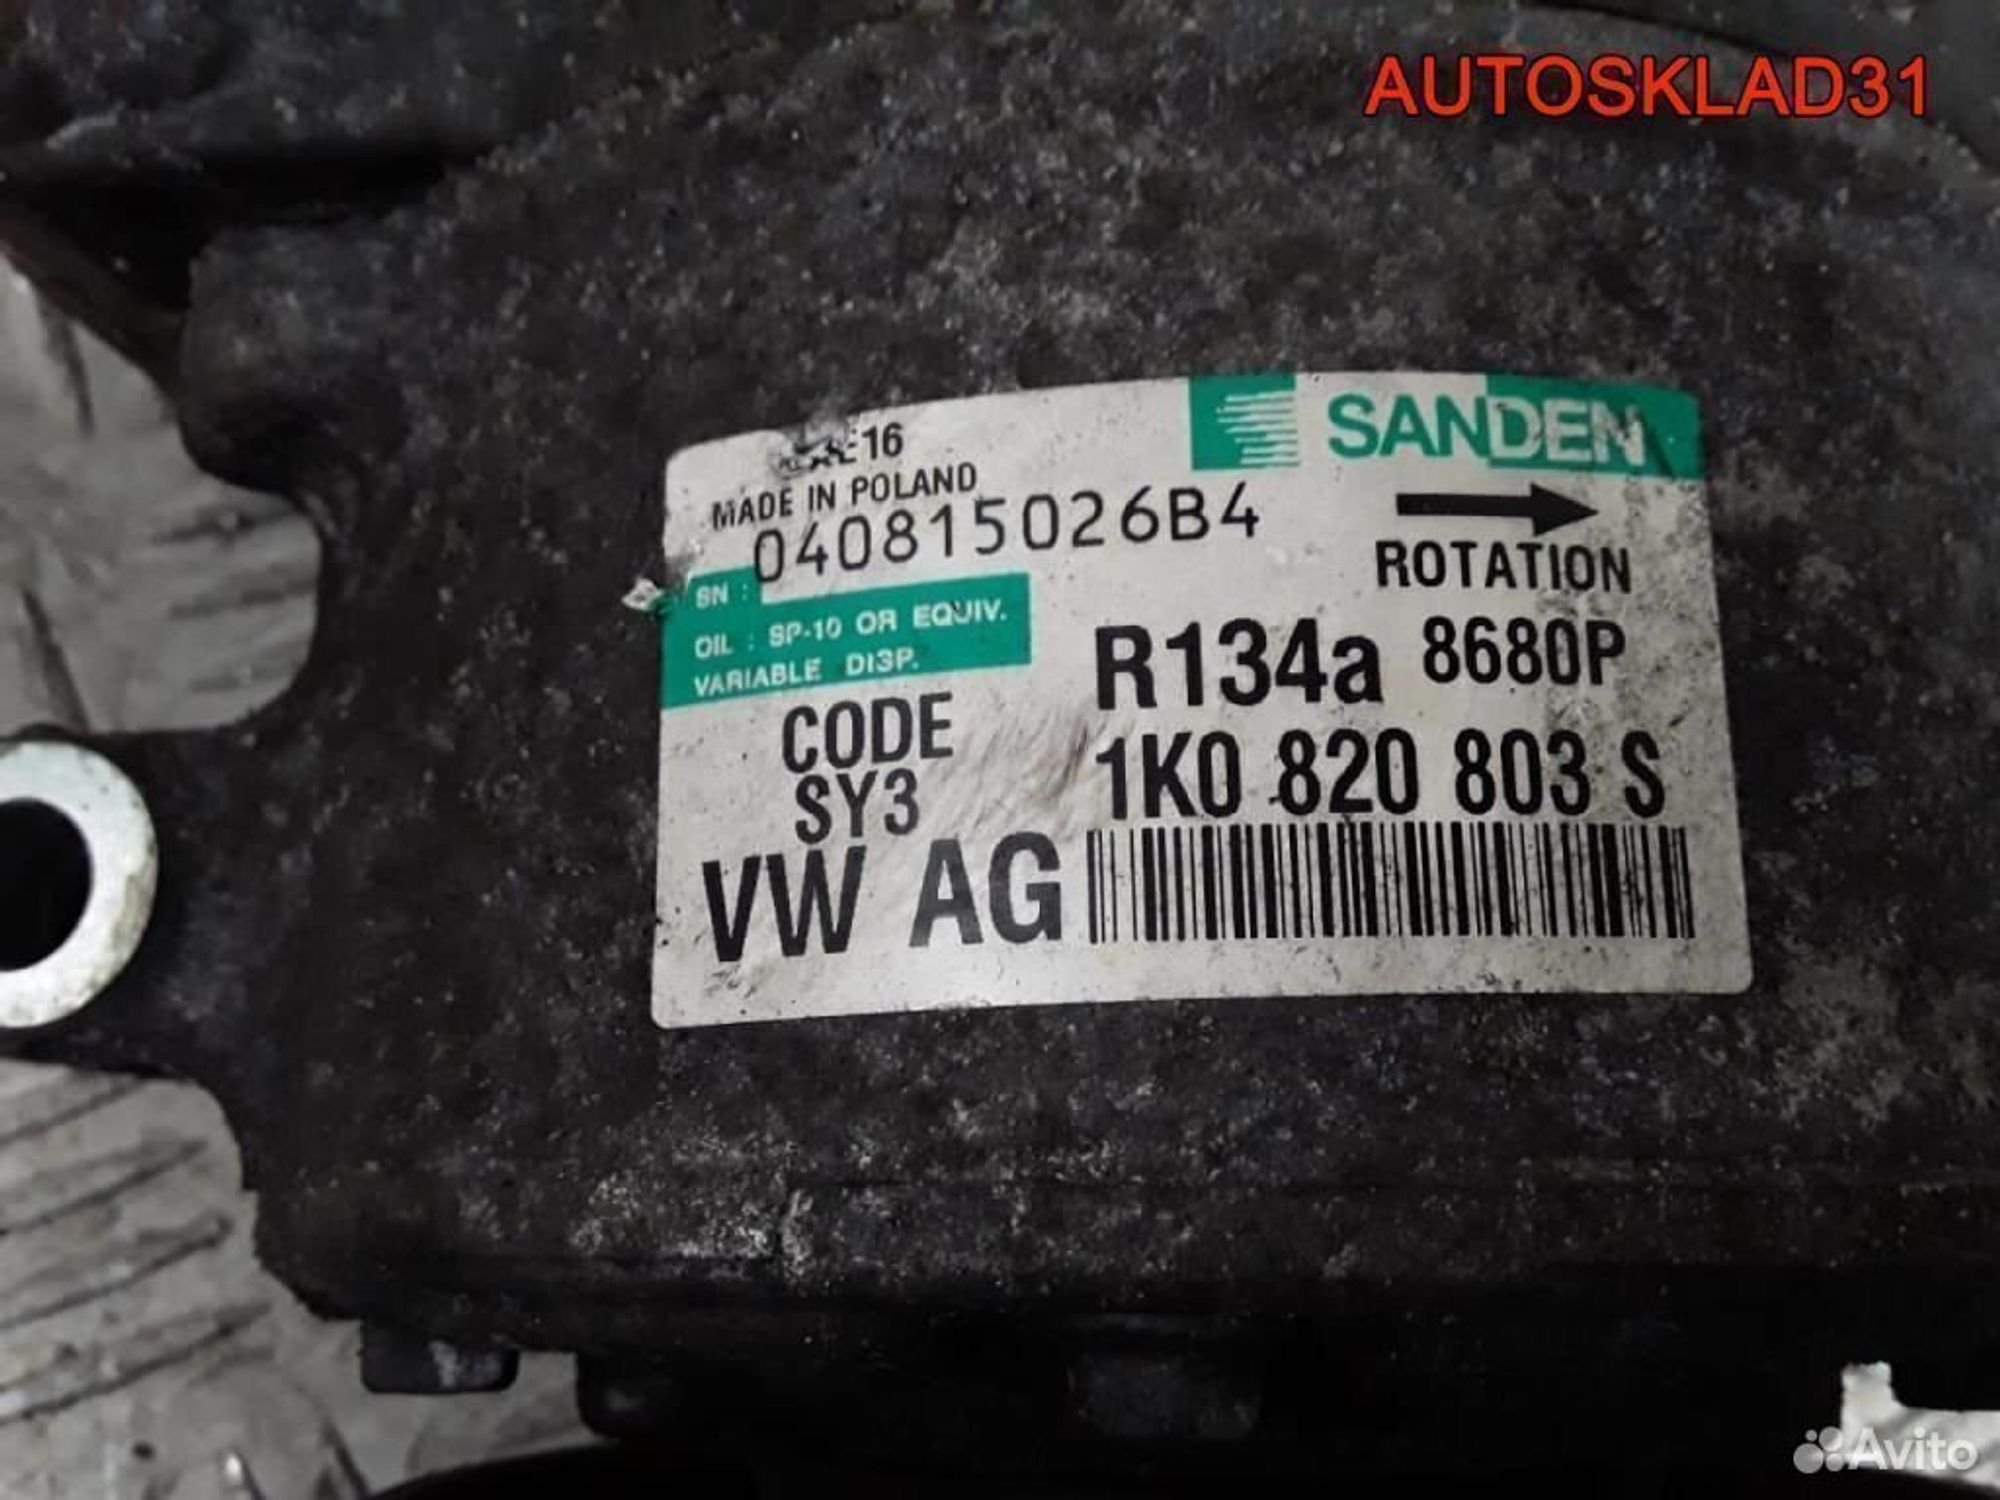 AUTOSKLAD31
SANDEN
E16
MADE IN POLAND
SN : 040815026B4
ROTATION
OIL : SP-10 OR EQUIV.
VARIABLE DISP.
R134a 8680P
CODE
SY3
1K0 820 803 S
VW AG
Avito